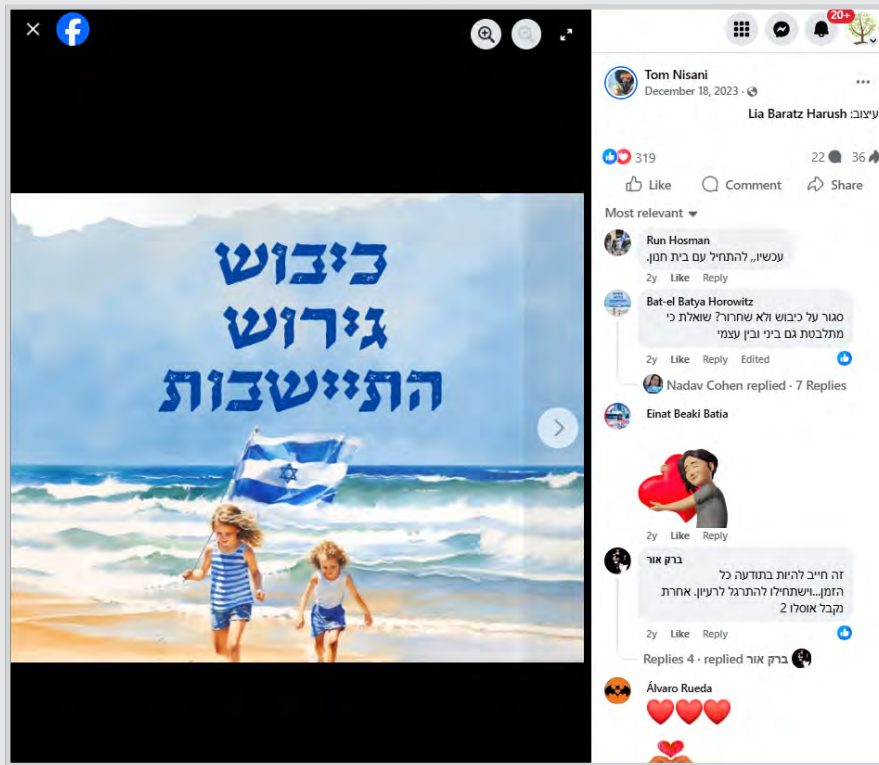 כיבוש
גירוש
התיישבות
20+
Tom Nisani
December 18, 2023
עיצוב: Lia Baratz Harush
319
22 36
Like Comment Share
Most relevant
Run Hosman
עכשיו,, להתחיל עם בית חנון.
2y Like Reply
Bat-el Batya Horowitz
סגור על כיבוש ולא שחרור? שואלת כי
מתלבטת גם ביני ובין עצמי
2y Like Reply Edited
Nadav Cohen replied · 7 Replies
Einat Beaki Batia
2y Like Reply
ברק אור
זה חייב להיות בתודעה כל
הזמן...וישתחילו להתרגל לרעיון. אחרת
נקבל אוסלו 2
2y Like Reply
Replies 4 · replied ברק אור
Álvaro Rueda